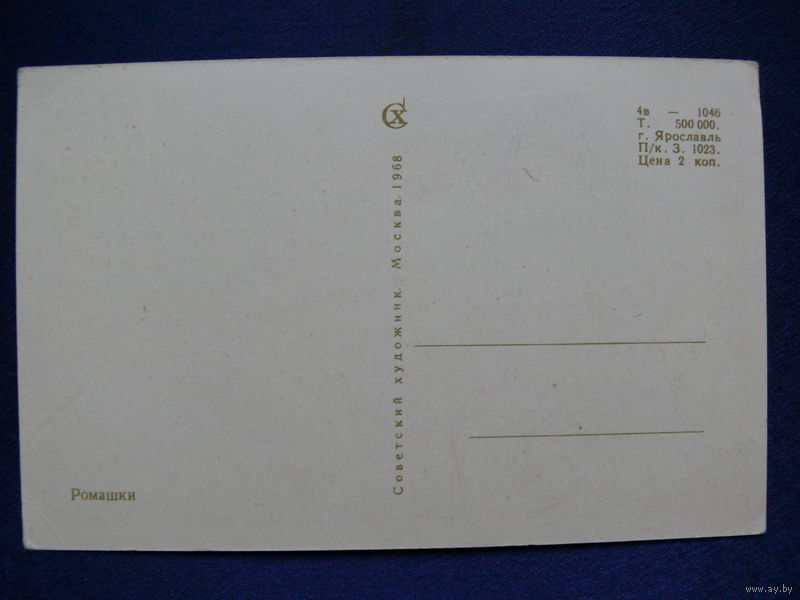 СХ
4в — 1046
Т. 500 000.
г. Ярославль
П/к. З. 1023.
Цена 2 коп.
Советский художник. Москва. 1968
Ромашки
www.ay.by